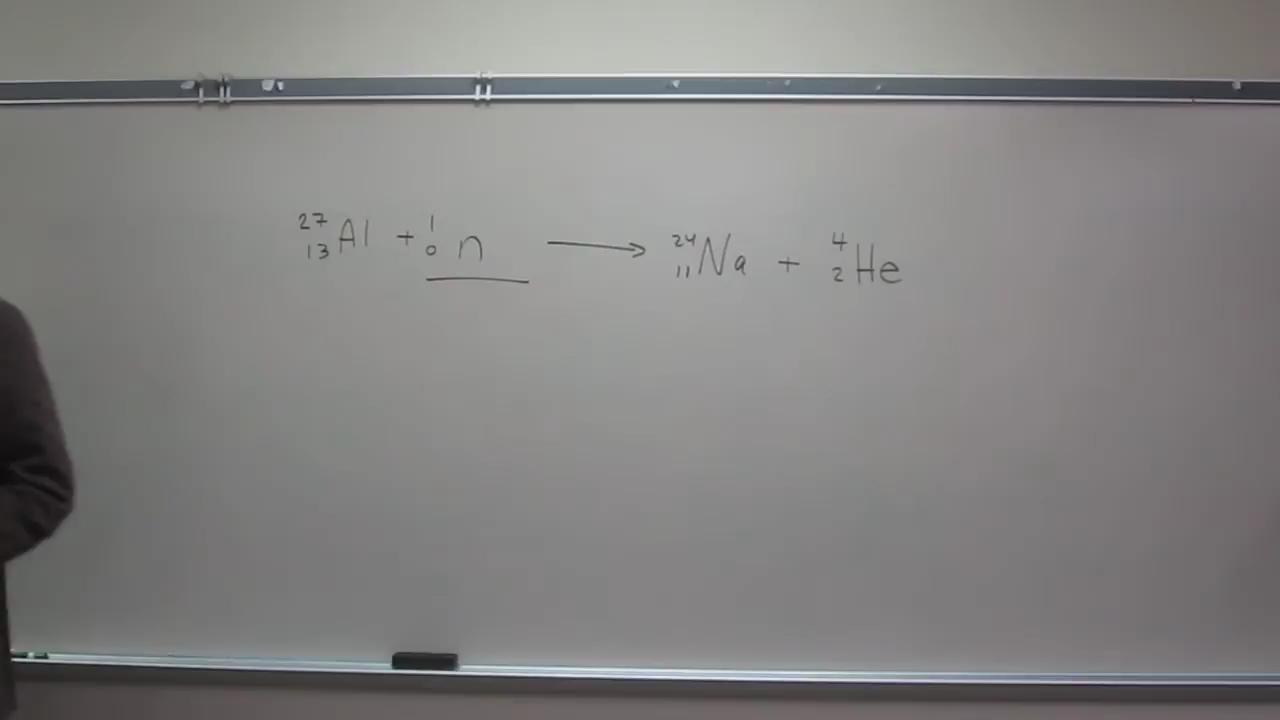 ²⁷₁₃Al + ¹₀n ⟶ ²⁴₁₁Na + ⁴₂He